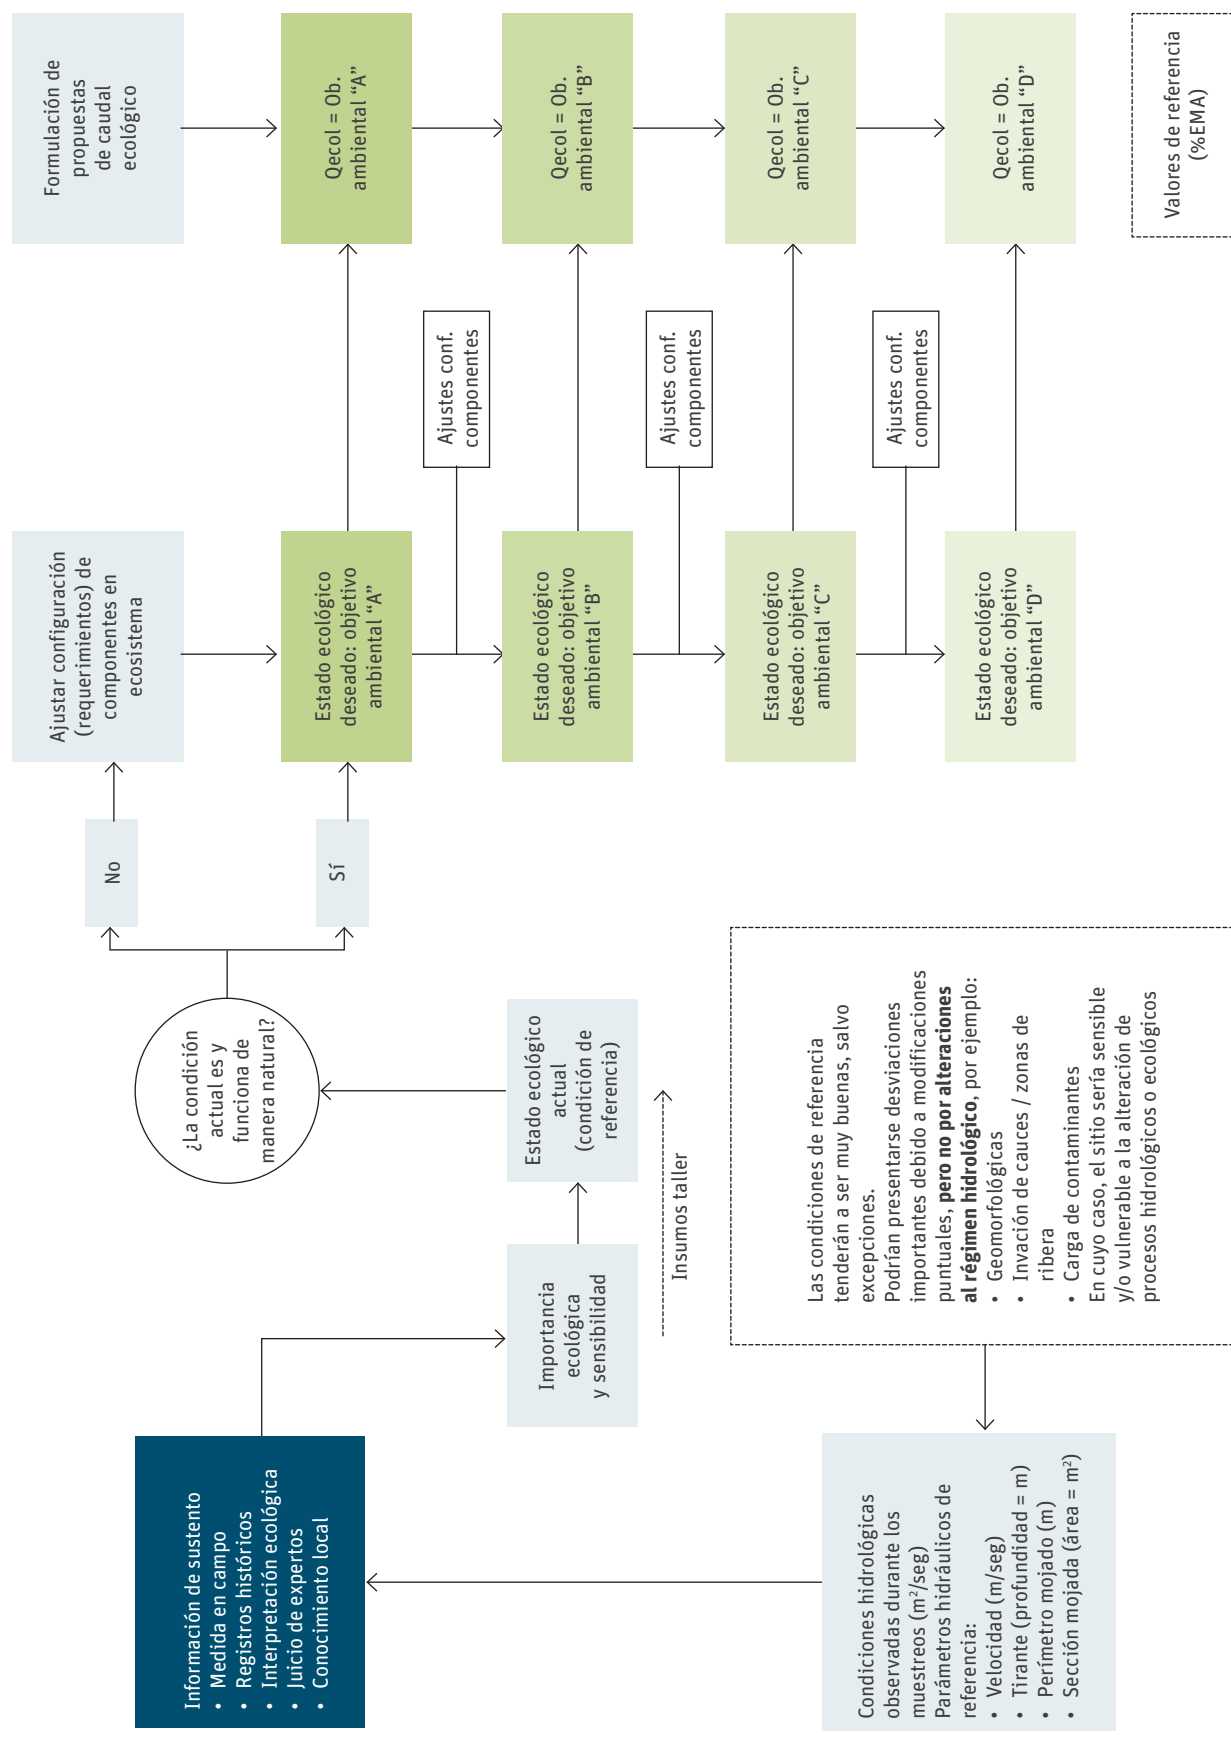 Información de sustento
• Medida en campo
• Registros históricos
• Interpretación ecológica
• Juicio de expertos
• Conocimiento local
Condiciones hidrológicas
observadas durante los
muestreos (m²/seg)
Parámetros hidráulicos de
referencia:
• Velocidad (m/seg)
• Tirante (profundidad = m)
• Perímetro mojado (m)
• Sección mojada (área = m²)
Importancia
ecológica
y sensibilidad
Insumos taller
Estado ecológico
actual
(condición de
referencia)
¿La condición
actual es y
funciona de
manera natural?
Las condiciones de referencia
tenderán a ser muy buenas, salvo
excepciones.
Podrían presentarse desviaciones
importantes debido a modificaciones
puntuales, pero no por alteraciones
al régimen hidrológico, por ejemplo:
• Geomorfológicas
• Invación de cauces / zonas de
ribera
• Carga de contaminantes
En cuyo caso, el sitio sería sensible
y/o vulnerable a la alteración de
procesos hidrológicos o ecológicos
No
Sí
Ajustar configuración
(requerimientos) de
componentes en
ecosistema
Estado ecológico
deseado: objetivo
ambiental “A”
Estado ecológico
deseado: objetivo
ambiental “B”
Estado ecológico
deseado: objetivo
ambiental “C”
Estado ecológico
deseado: objetivo
ambiental “D”
Ajustes conf.
componentes
Ajustes conf.
componentes
Ajustes conf.
componentes
Formulación de
propuestas
de caudal
ecológico
Qecol = Ob.
ambiental “A”
Qecol = Ob.
ambiental “B”
Qecol = Ob.
ambiental “C”
Qecol = Ob.
ambiental “D”
Valores de referencia
(%EMA)